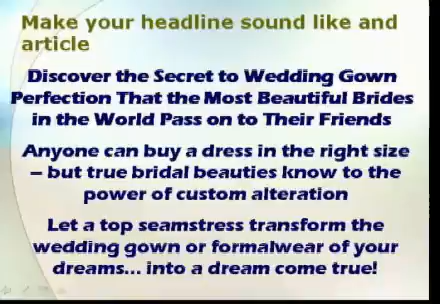 Make your headline sound like and
article
Discover the Secret to Wedding Gown
Perfection That the Most Beautiful Brides
in the World Pass on to Their Friends
Anyone can buy a dress in the right size
– but true bridal beauties know to the
power of custom alteration
Let a top seamstress transform the
wedding gown or formalwear of your
dreams... into a dream come true!